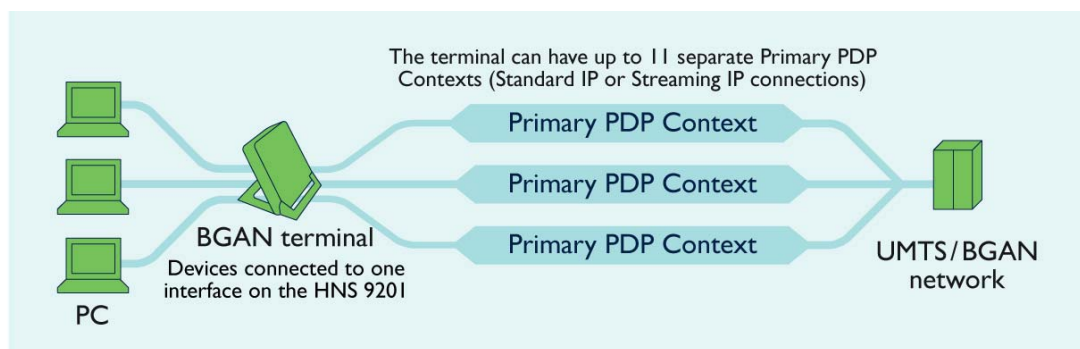 The terminal can have up to 11 separate Primary PDP
Contexts (Standard IP or Streaming IP connections)
Primary PDP Context
Primary PDP Context
Primary PDP Context
BGAN terminal
Devices connected to one
interface on the HNS 9201
PC
UMTS/BGAN
network